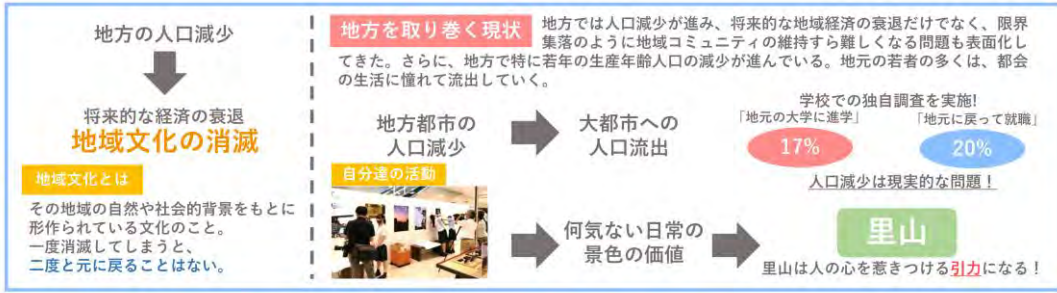 地方の人口減少
将来的な経済の衰退
地域文化の消滅
地域文化とは
その地域の自然や社会的背景をもとに
形作られている文化のこと。
一度消滅してしまうと、
二度と元に戻ることはない。
地方を取り巻く現状
地方では人口減少が進み、将来的な地域経済の衰退だけでなく、限界
集落のように地域コミュニティの維持すら難しくなる問題も表面化し
てきた。さらに、地方で特に若年の生産年齢人口の減少が進んでいる。地元の若者の多くは、都会
の生活に憧れて流出していく。
地方都市の
人口減少
大都市への
人口流出
学校での独自調査を実施!
「地元の大学に進学」
「地元に戻って就職」
17%
20%
人口減少は現実的な問題！
自分達の活動
何気ない日常の
景色の価値
里山
里山は人の心を惹きつける引力になる！